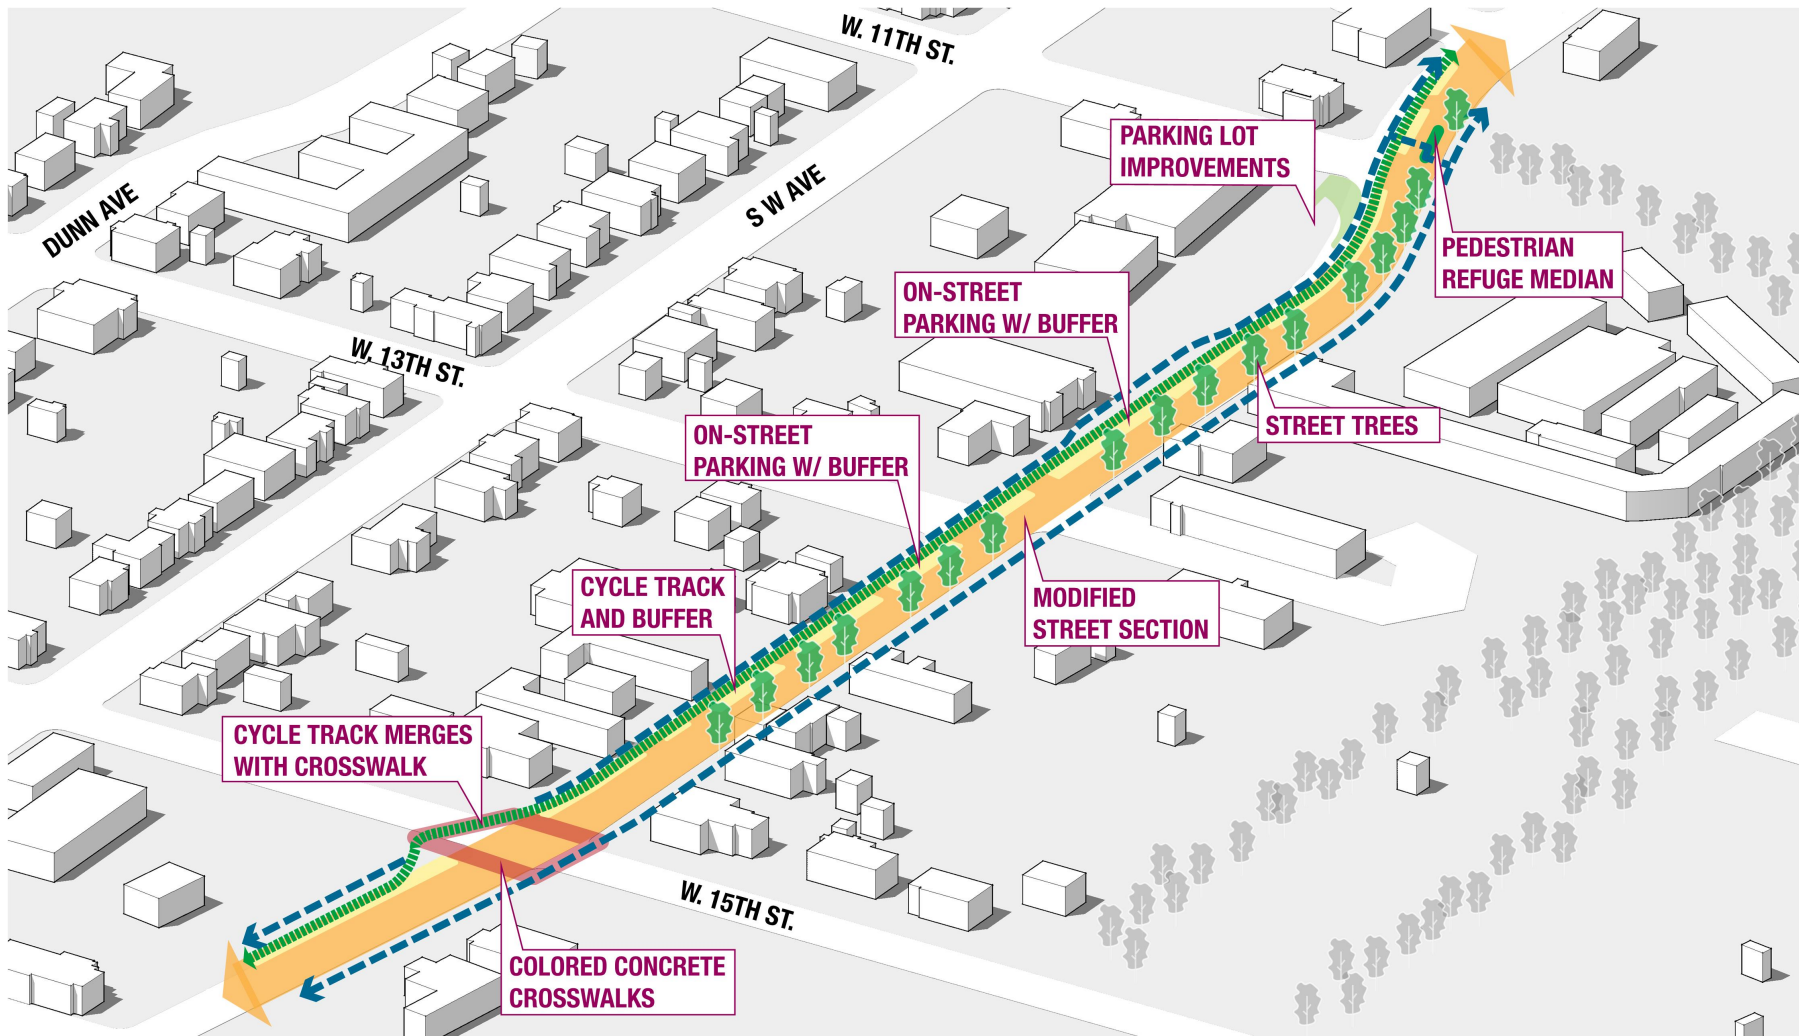 W. 11TH ST.
PARKING LOT
IMPROVEMENTS
DUNN AVE
S W AVE
PEDESTRIAN
REFUGE MEDIAN
ON-STREET
PARKING W/ BUFFER
W. 13TH ST.
STREET TREES
ON-STREET
PARKING W/ BUFFER
CYCLE TRACK
AND BUFFER
MODIFIED
STREET SECTION
CYCLE TRACK MERGES
WITH CROSSWALK
W. 15TH ST.
COLORED CONCRETE
CROSSWALKS